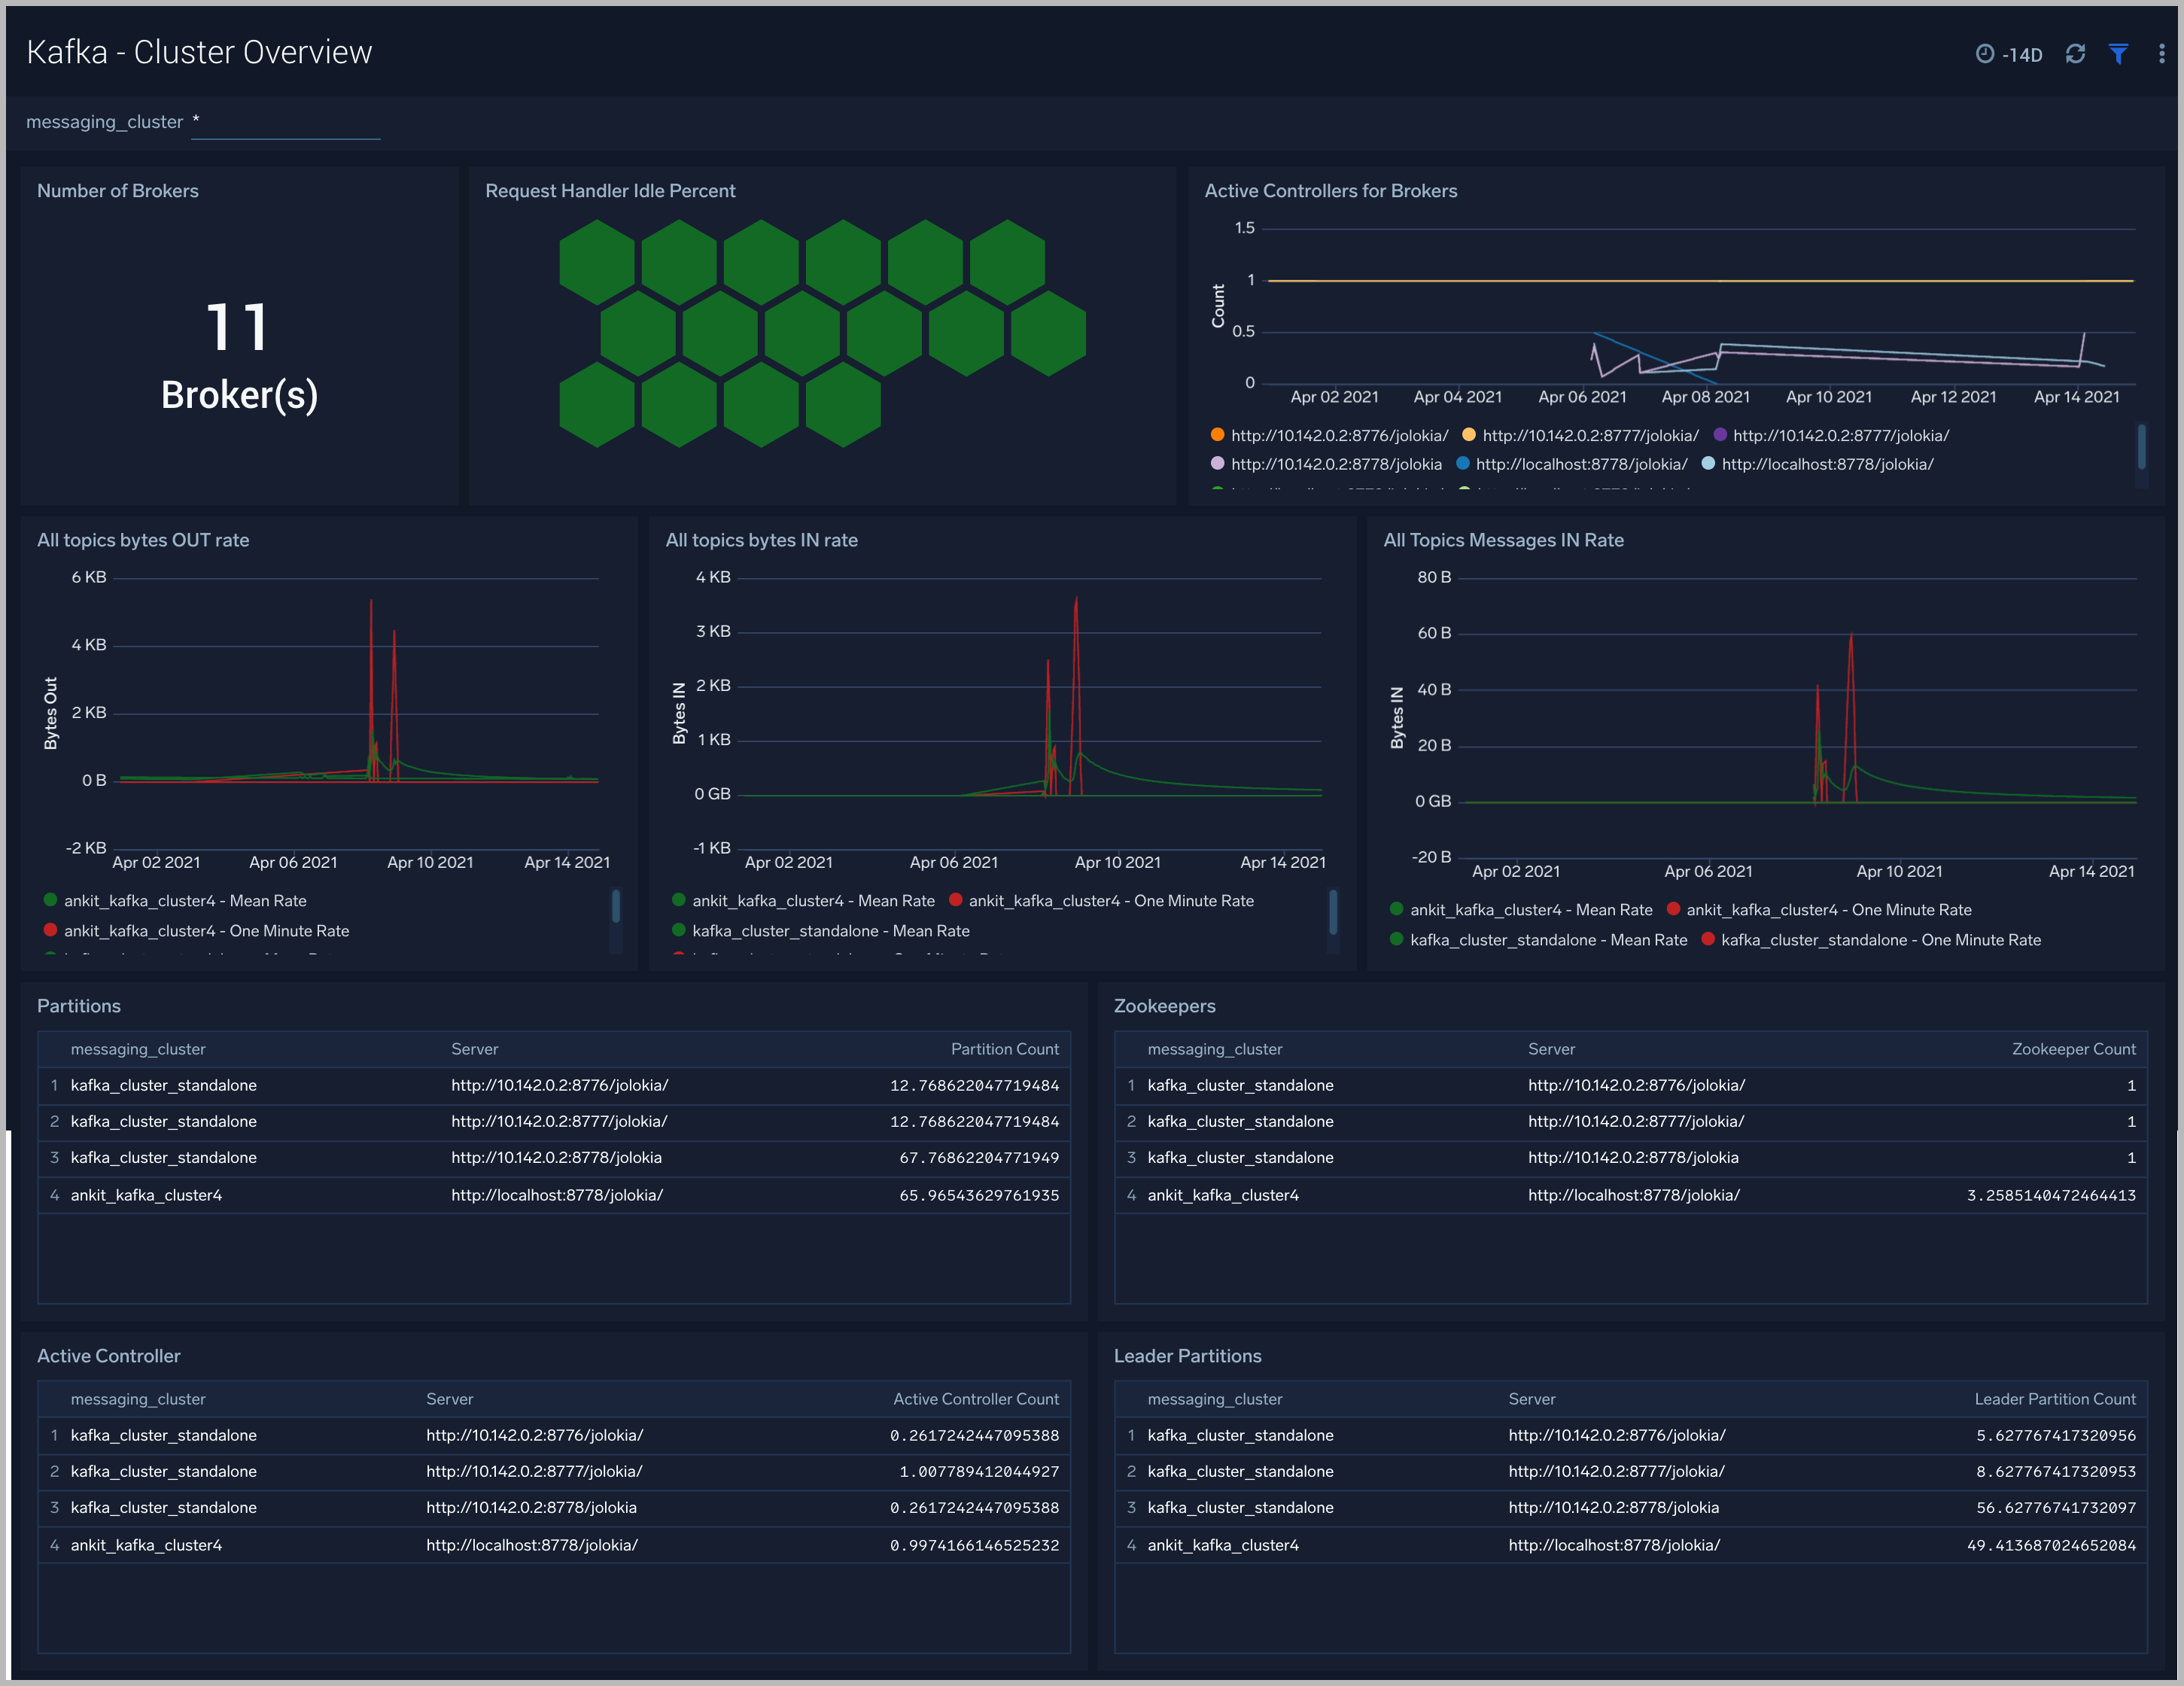 Kafka - Cluster Overview
-14D
messaging_cluster *
Number of Brokers
11
Broker(s)
Request Handler Idle Percent
Active Controllers for Brokers
1.5
1
0.5
0
Count
Apr 02 2021 Apr 04 2021 Apr 06 2021 Apr 08 2021 Apr 10 2021 Apr 12 2021 Apr 14 2021
http://10.142.0.2:8776/jolokia/ http://10.142.0.2:8777/jolokia/ http://10.142.0.2:8777/jolokia/
http://10.142.0.2:8778/jolokia http://localhost:8778/jolokia/ http://localhost:8778/jolokia/
All topics bytes OUT rate
6 KB
4 KB
2 KB
0 B
-2 KB
Bytes Out
Apr 02 2021 Apr 06 2021 Apr 10 2021 Apr 14 2021
ankit_kafka_cluster4 - Mean Rate
ankit_kafka_cluster4 - One Minute Rate
All topics bytes IN rate
4 KB
3 KB
2 KB
1 KB
0 GB
-1 KB
Bytes IN
Apr 02 2021 Apr 06 2021 Apr 10 2021 Apr 14 2021
ankit_kafka_cluster4 - Mean Rate ankit_kafka_cluster4 - One Minute Rate
kafka_cluster_standalone - Mean Rate
All Topics Messages IN Rate
80 B
60 B
40 B
20 B
0 GB
-20 B
Bytes IN
Apr 02 2021 Apr 06 2021 Apr 10 2021 Apr 14 2021
ankit_kafka_cluster4 - Mean Rate ankit_kafka_cluster4 - One Minute Rate
kafka_cluster_standalone - Mean Rate kafka_cluster_standalone - One Minute Rate
Partitions
messaging_cluster Server Partition Count
1 kafka_cluster_standalone http://10.142.0.2:8776/jolokia/ 12.768622047719484
2 kafka_cluster_standalone http://10.142.0.2:8777/jolokia/ 12.768622047719484
3 kafka_cluster_standalone http://10.142.0.2:8778/jolokia 67.76862204771949
4 ankit_kafka_cluster4 http://localhost:8778/jolokia/ 65.96543629761935
Zookeepers
messaging_cluster Server Zookeeper Count
1 kafka_cluster_standalone http://10.142.0.2:8776/jolokia/ 1
2 kafka_cluster_standalone http://10.142.0.2:8777/jolokia/ 1
3 kafka_cluster_standalone http://10.142.0.2:8778/jolokia 1
4 ankit_kafka_cluster4 http://localhost:8778/jolokia/ 3.2585140472464413
Active Controller
messaging_cluster Server Active Controller Count
1 kafka_cluster_standalone http://10.142.0.2:8776/jolokia/ 0.2617242447095388
2 kafka_cluster_standalone http://10.142.0.2:8777/jolokia/ 1.007789412044927
3 kafka_cluster_standalone http://10.142.0.2:8778/jolokia 0.2617242447095388
4 ankit_kafka_cluster4 http://localhost:8778/jolokia/ 0.9974166146525232
Leader Partitions
messaging_cluster Server Leader Partition Count
1 kafka_cluster_standalone http://10.142.0.2:8776/jolokia/ 5.627767417320956
2 kafka_cluster_standalone http://10.142.0.2:8777/jolokia/ 8.627767417320953
3 kafka_cluster_standalone http://10.142.0.2:8778/jolokia 56.62776741732097
4 ankit_kafka_cluster4 http://localhost:8778/jolokia/ 49.413687024652084